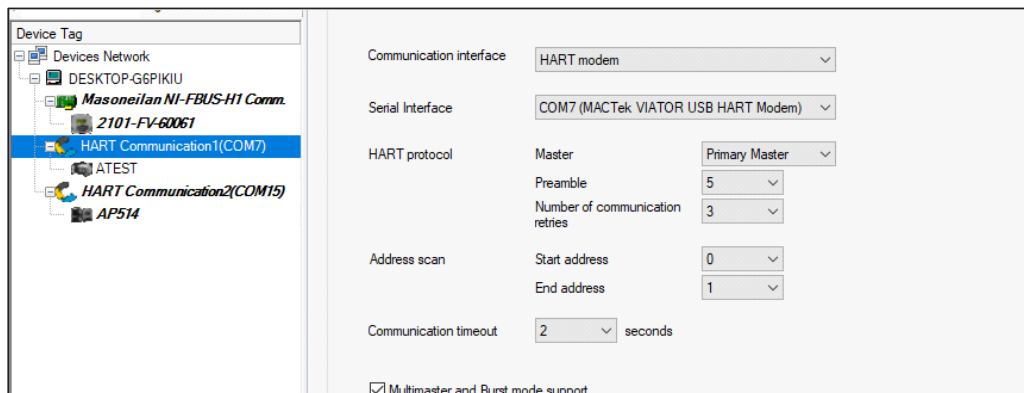 Device Tag
Devices Network
DESKTOP-G6PIKIU
Masoneilan NI-FBUS-H1 Comm.
2101-FV-60061
HART Communication1(COM7)
ATEST
HART Communication2(COM15)
AP514
Communication interface HART modem
Serial Interface COM7 (MACTek VIATOR USB HART Modem)
HART protocol Master Primary Master
Preamble 5
Number of communication 3
retries
Address scan Start address 0
End address 1
Communication timeout 2 seconds
Multimaster and Burst mode support